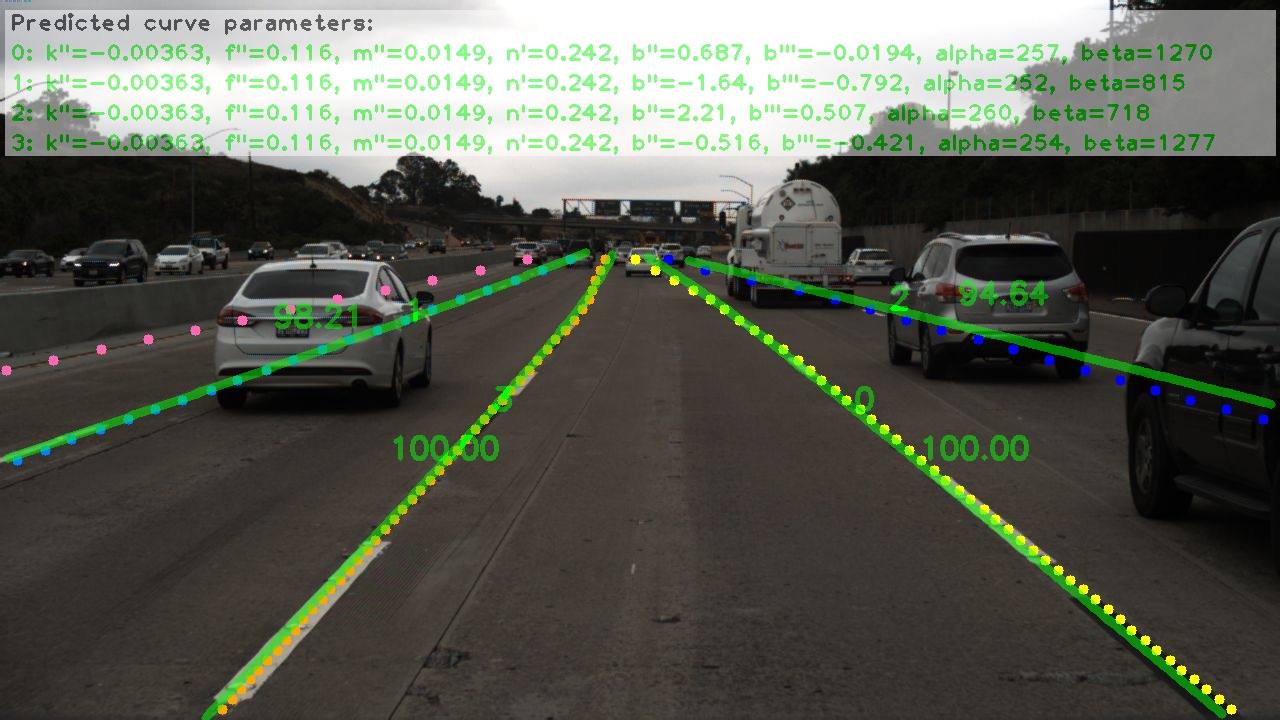 Predicted curve parameters:
0: k''=-0.00363, f''=0.116, m''=0.0149, n'=0.242, b''=0.687, b'''=-0.0194, alpha=257, beta=1270
1: k''=-0.00363, f''=0.116, m''=0.0149, n'=0.242, b''=-1.64, b'''=-0.792, alpha=252, beta=815
2: k''=-0.00363, f''=0.116, m''=0.0149, n'=0.242, b''=2.21, b'''=0.507, alpha=260, beta=718
3: k''=-0.00363, f''=0.116, m''=0.0149, n'=0.242, b''=-0.516, b'''=-0.421, alpha=254, beta=1277
2 94.64
98.21 1
3 0
100.00 100.00